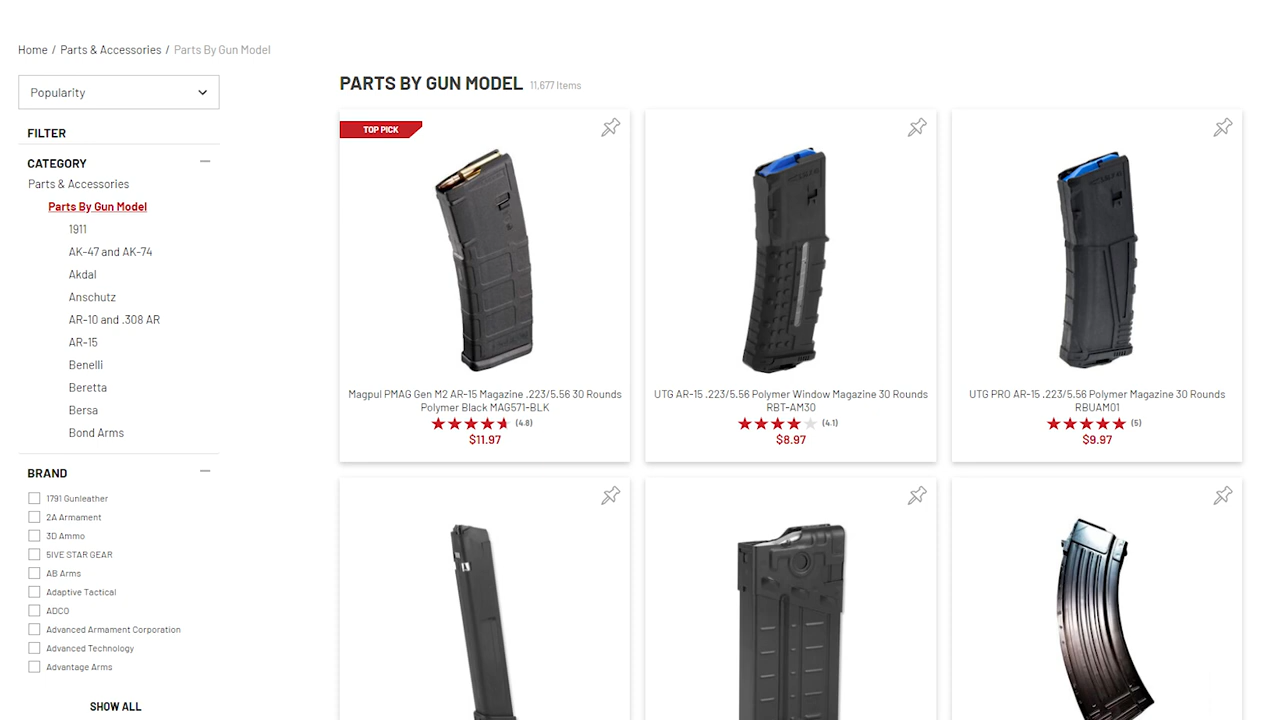 Home / Parts & Accessories / Parts By Gun Model
Popularity
FILTER
CATEGORY
Parts & Accessories
Parts By Gun Model
1911
AK-47 and AK-74
Akdal
Anschutz
AR-10 and .308 AR
AR-15
Benelli
Beretta
Bersa
Bond Arms
BRAND
1791 Gunleather
2A Armament
3D Ammo
5IVE STAR GEAR
AB Arms
Adaptive Tactical
ADCO
Advanced Armament Corporation
Advanced Technology
Advantage Arms
SHOW ALL
PARTS BY GUN MODEL 11,677 Items
TOP PICK
Magpul PMAG Gen M2 AR-15 Magazine .223/5.56 30 Rounds
Polymer Black MAG571-BLK
(4.8)
$11.97
UTG AR-15 .223/5.56 Polymer Window Magazine 30 Rounds
RBT-AM30
(4.1)
$8.97
UTG PRO AR-15 .223/5.56 Polymer Magazine 30 Rounds
RBUAM01
(5)
$9.97